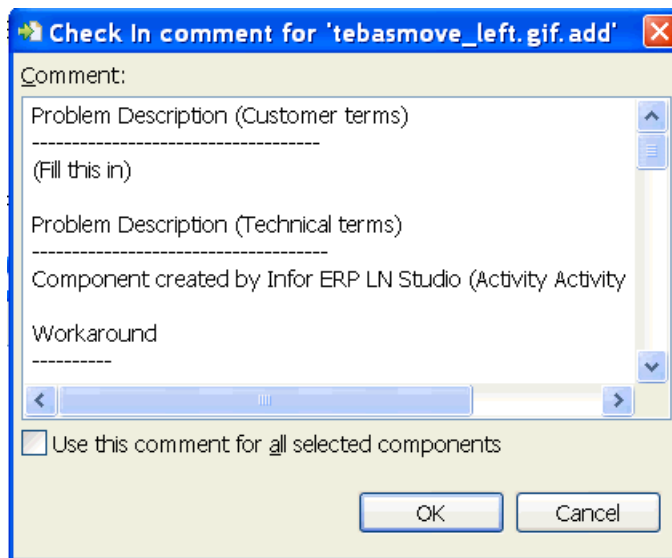 Check In comment for 'tebasmove_left.gif.add'
Comment:
Problem Description (Customer terms)
------------------------------------
(Fill this in)
Problem Description (Technical terms)
-------------------------------------
Component created by Infor ERP LN Studio (Activity Activity
Workaround
----------
Use this comment for all selected components
OK
Cancel